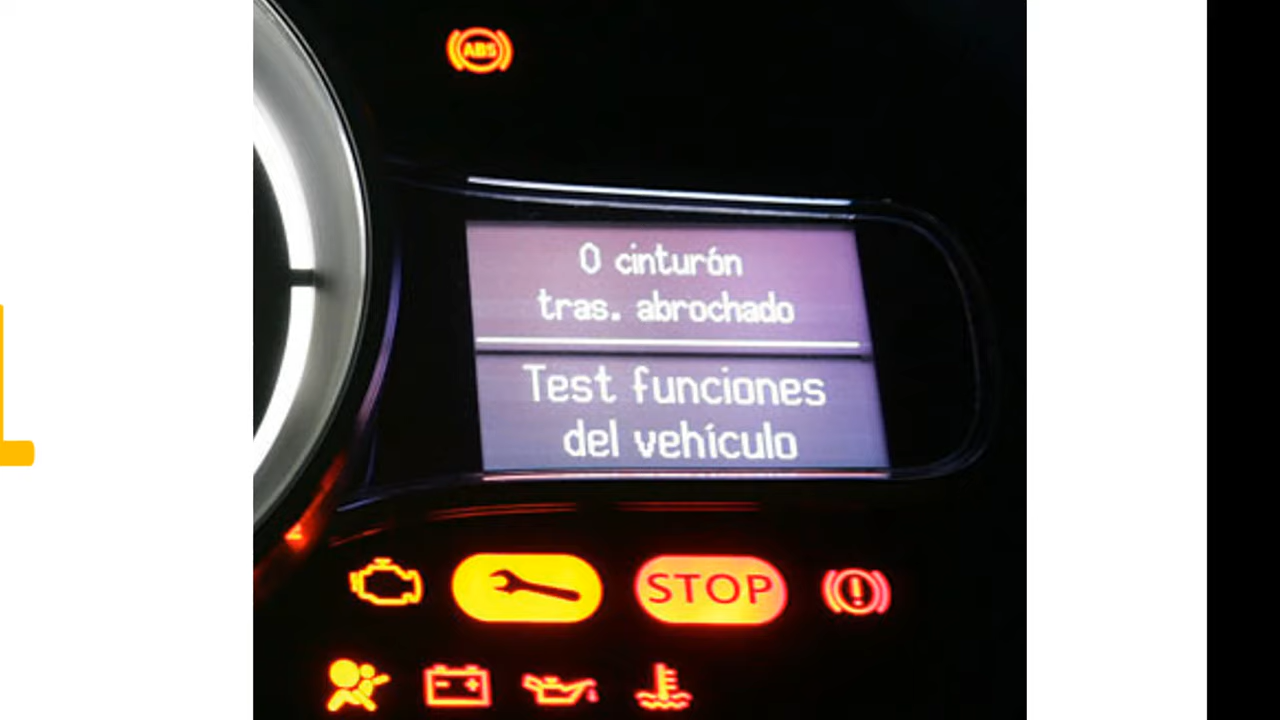 ABS
0 cinturón
tras. abrochado
Test funciones
del vehículo
STOP